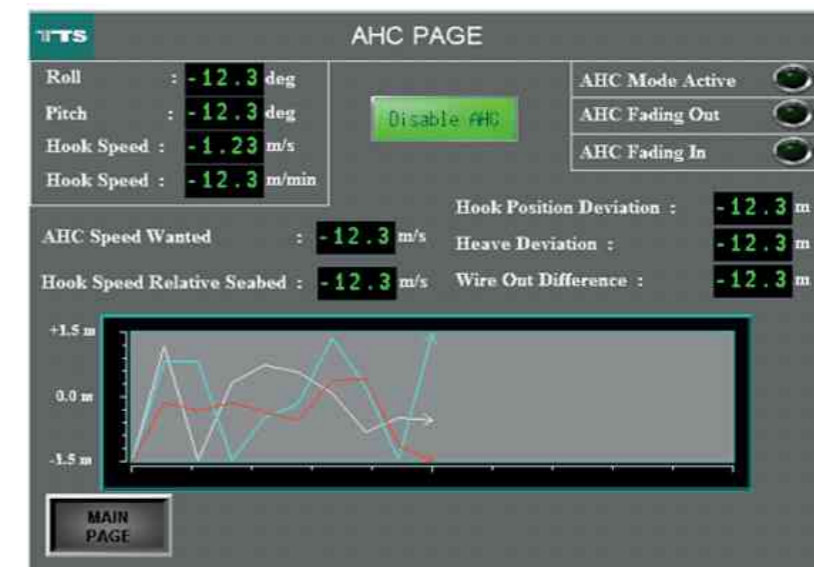 TTS
AHC PAGE
Roll : -12.3 deg
Pitch : -12.3 deg
Hook Speed : -1.23 m/s
Hook Speed : -12.3 m/min
Disable AHC
AHC Mode Active
AHC Fading Out
AHC Fading In
AHC Speed Wanted : -12.3 m/s
Hook Speed Relative Seabed : -12.3 m/s
Hook Position Deviation : -12.3 m
Heave Deviation : -12.3 m
Wire Out Difference : -12.3 m
+1.5 m
0.0 m
-1.5 m
MAIN
PAGE